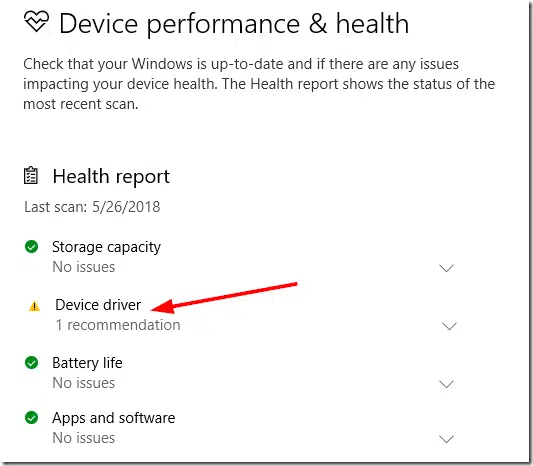 Device performance & health
Check that your Windows is up-to-date and if there are any issues
impacting your device health. The Health report shows the status of the
most recent scan.
Health report
Last scan: 5/26/2018
Storage capacity
No issues
Device driver
1 recommendation
Battery life
No issues
Apps and software
No issues